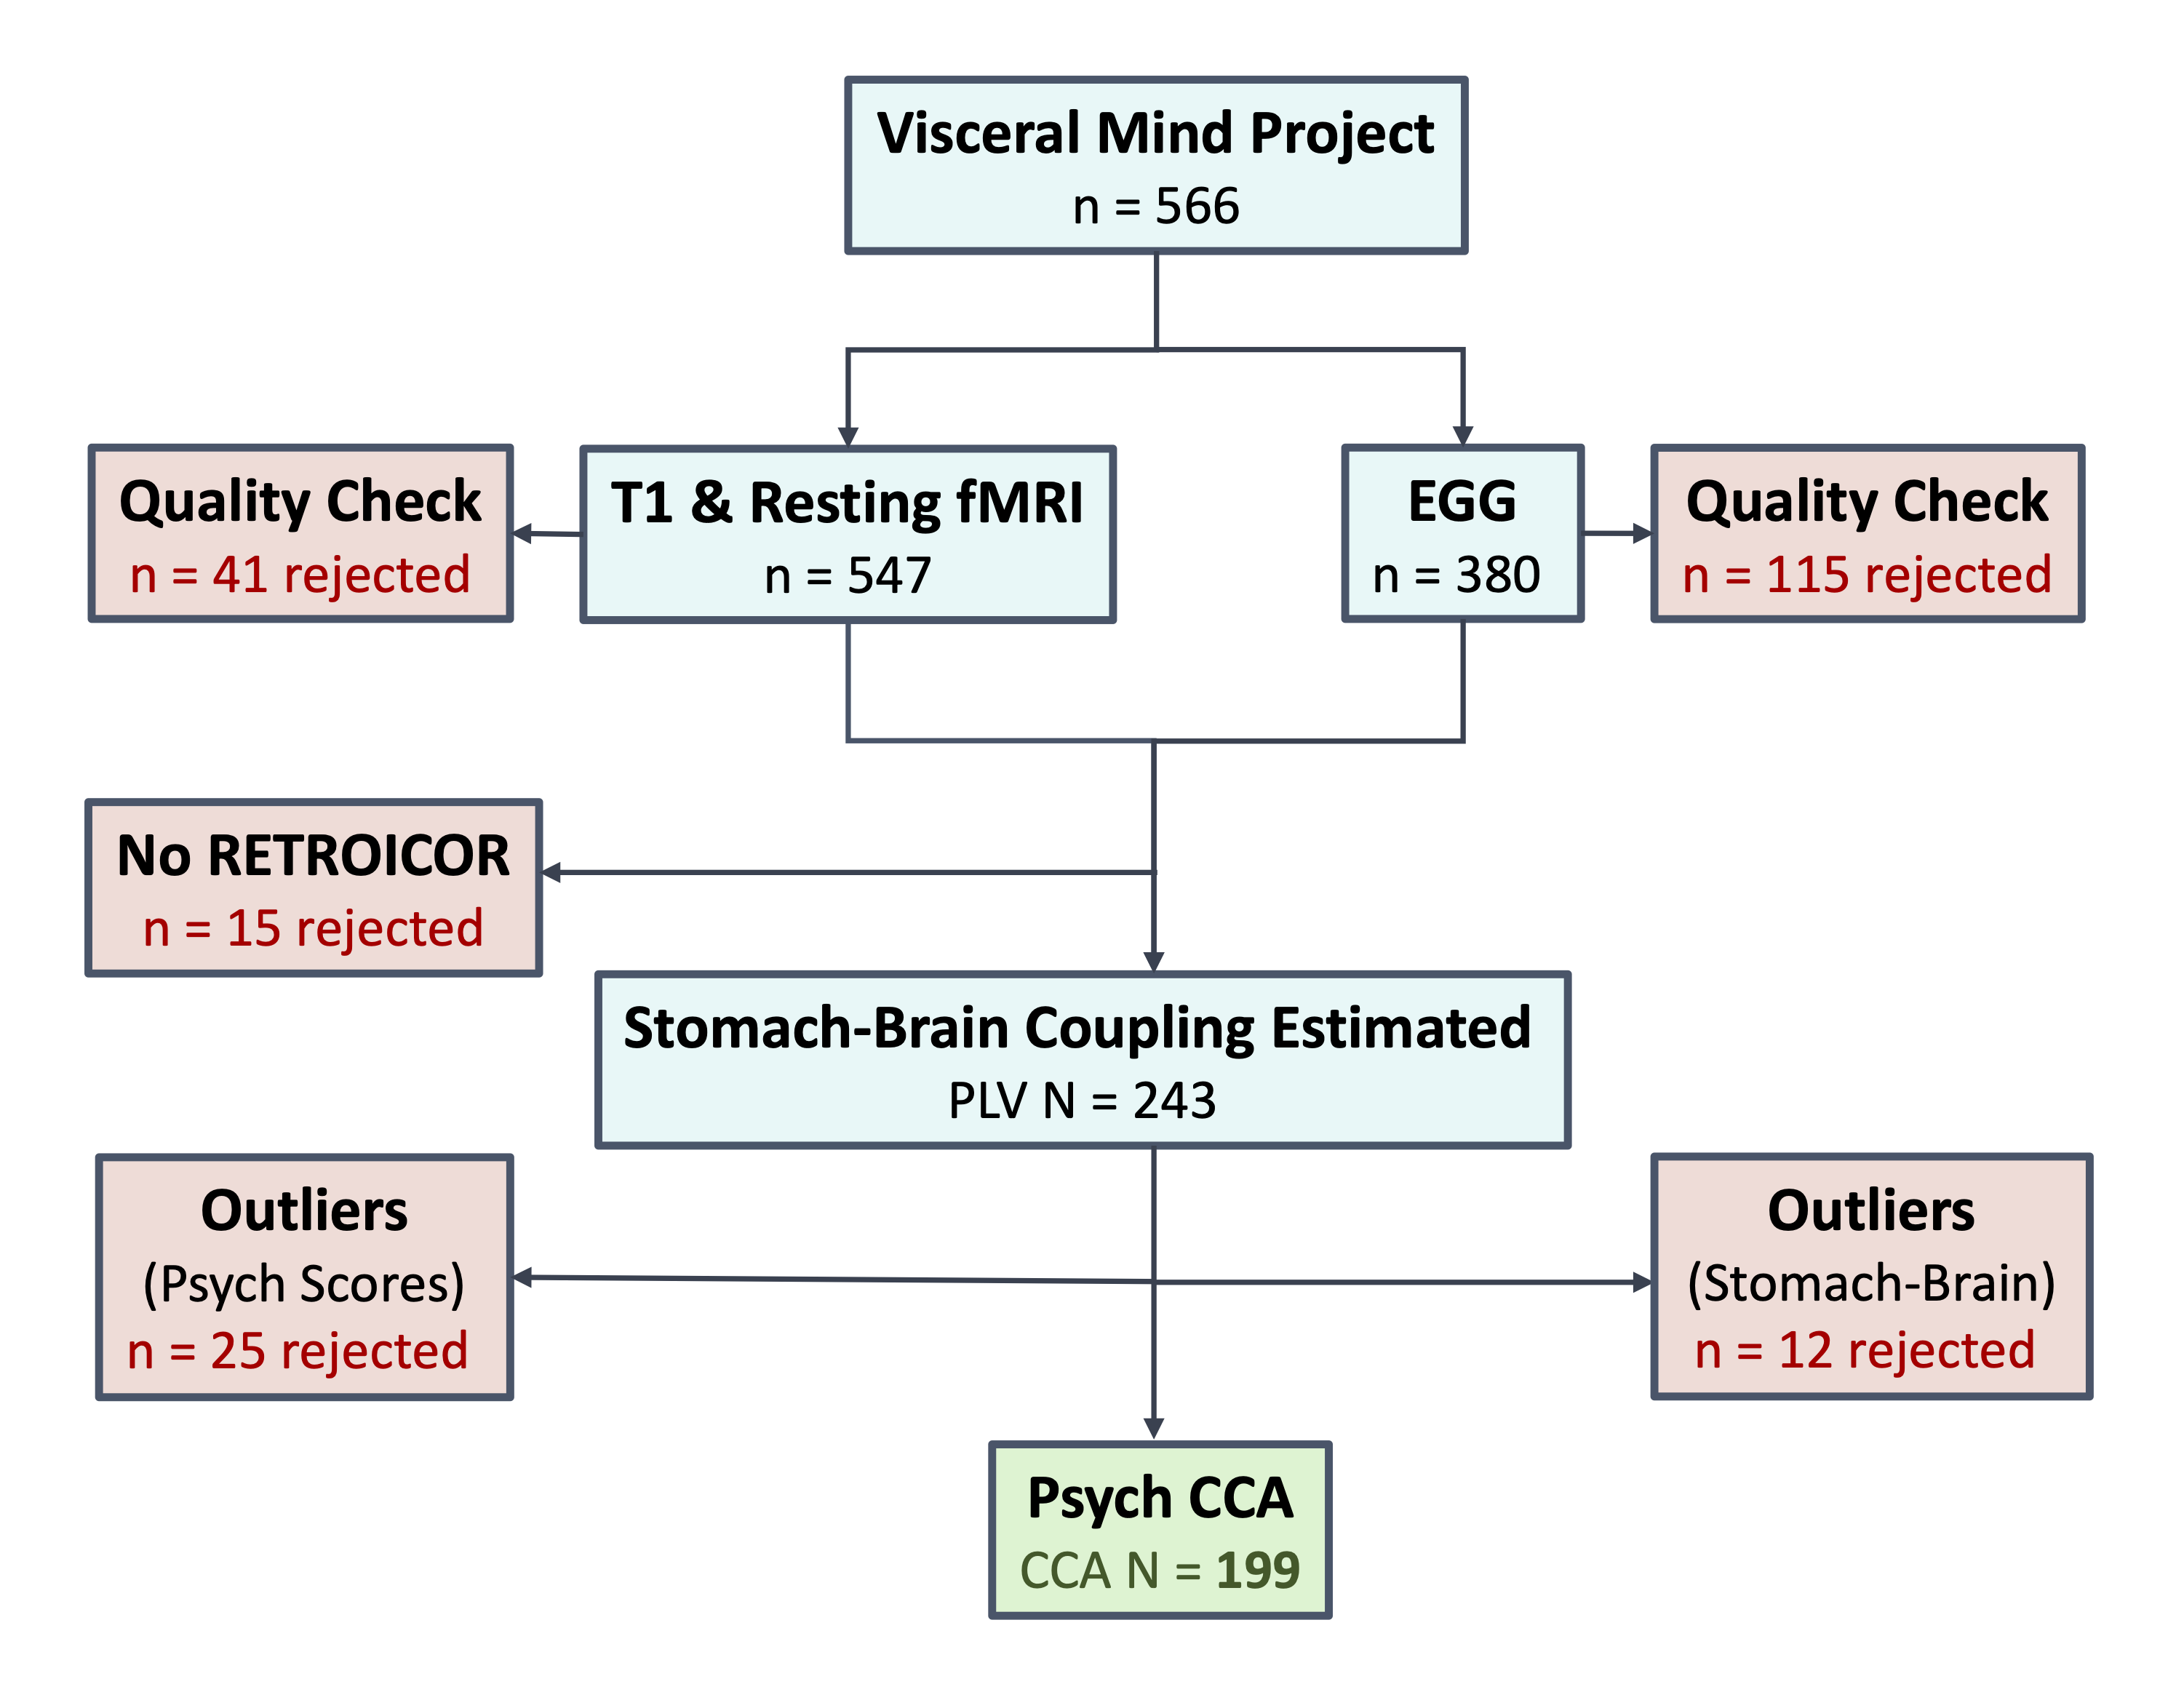 Visceral Mind Project
n = 566
Quality Check
n = 41 rejected
T1 & Resting fMRI
n = 547
EGG
n = 380
Quality Check
n = 115 rejected
No RETROICOR
n = 15 rejected
Stomach-Brain Coupling Estimated
PLV N = 243
Outliers
(Psych Scores)
n = 25 rejected
Outliers
(Stomach-Brain)
n = 12 rejected
Psych CCA
CCA N = 199